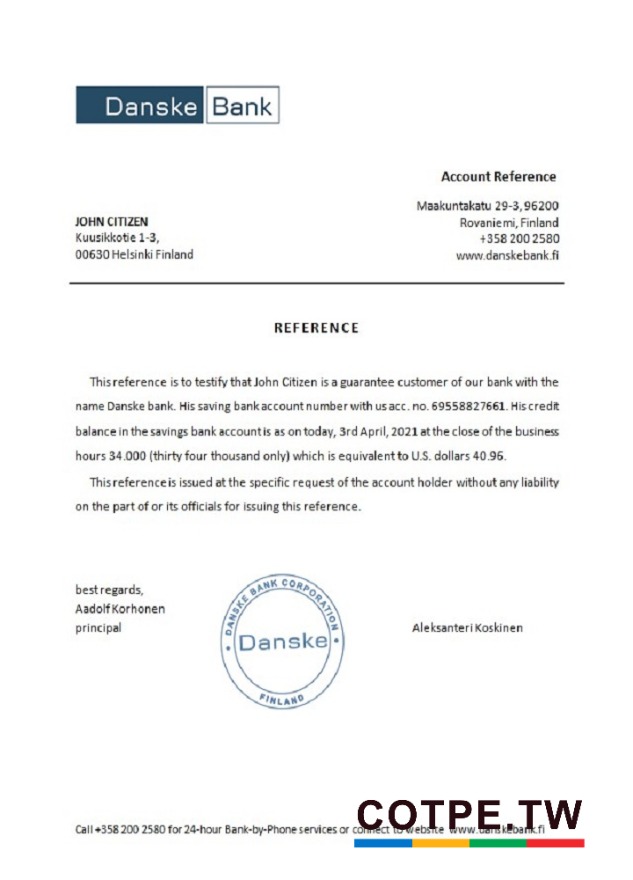 Danske Bank
Account Reference
Maakuntakatu 29-3, 96200
Rovaniemi, Finland
+358 200 2580
www.danskebank.fi
JOHN CITIZEN
Kuusikkotie 1-3,
00630 Helsinki Finland
REFERENCE
This reference is to testify that John Citizen is a guarantee customer of our bank with the
name Danske bank. His saving bank account number with us acc. no. 69558827661. His credit
balance in the savings bank account is as on today, 3rd April, 2021 at the close of the business
hours 34.000 (thirty four thousand only) which is equivalent to U.S. dollars 40.96.
This reference is issued at the specific request of the account holder without any liability
on the part of or its officials for issuing this reference.
best regards,
Aadolf Korhonen
principal
DANSKE BANK CORPORATION
Danske
FINLAND
Aleksanteri Koskinen
COTPE.TW
Call +358 200 2580 for 24-hour Bank-by-Phone services or connect to website www.danskebank.fi